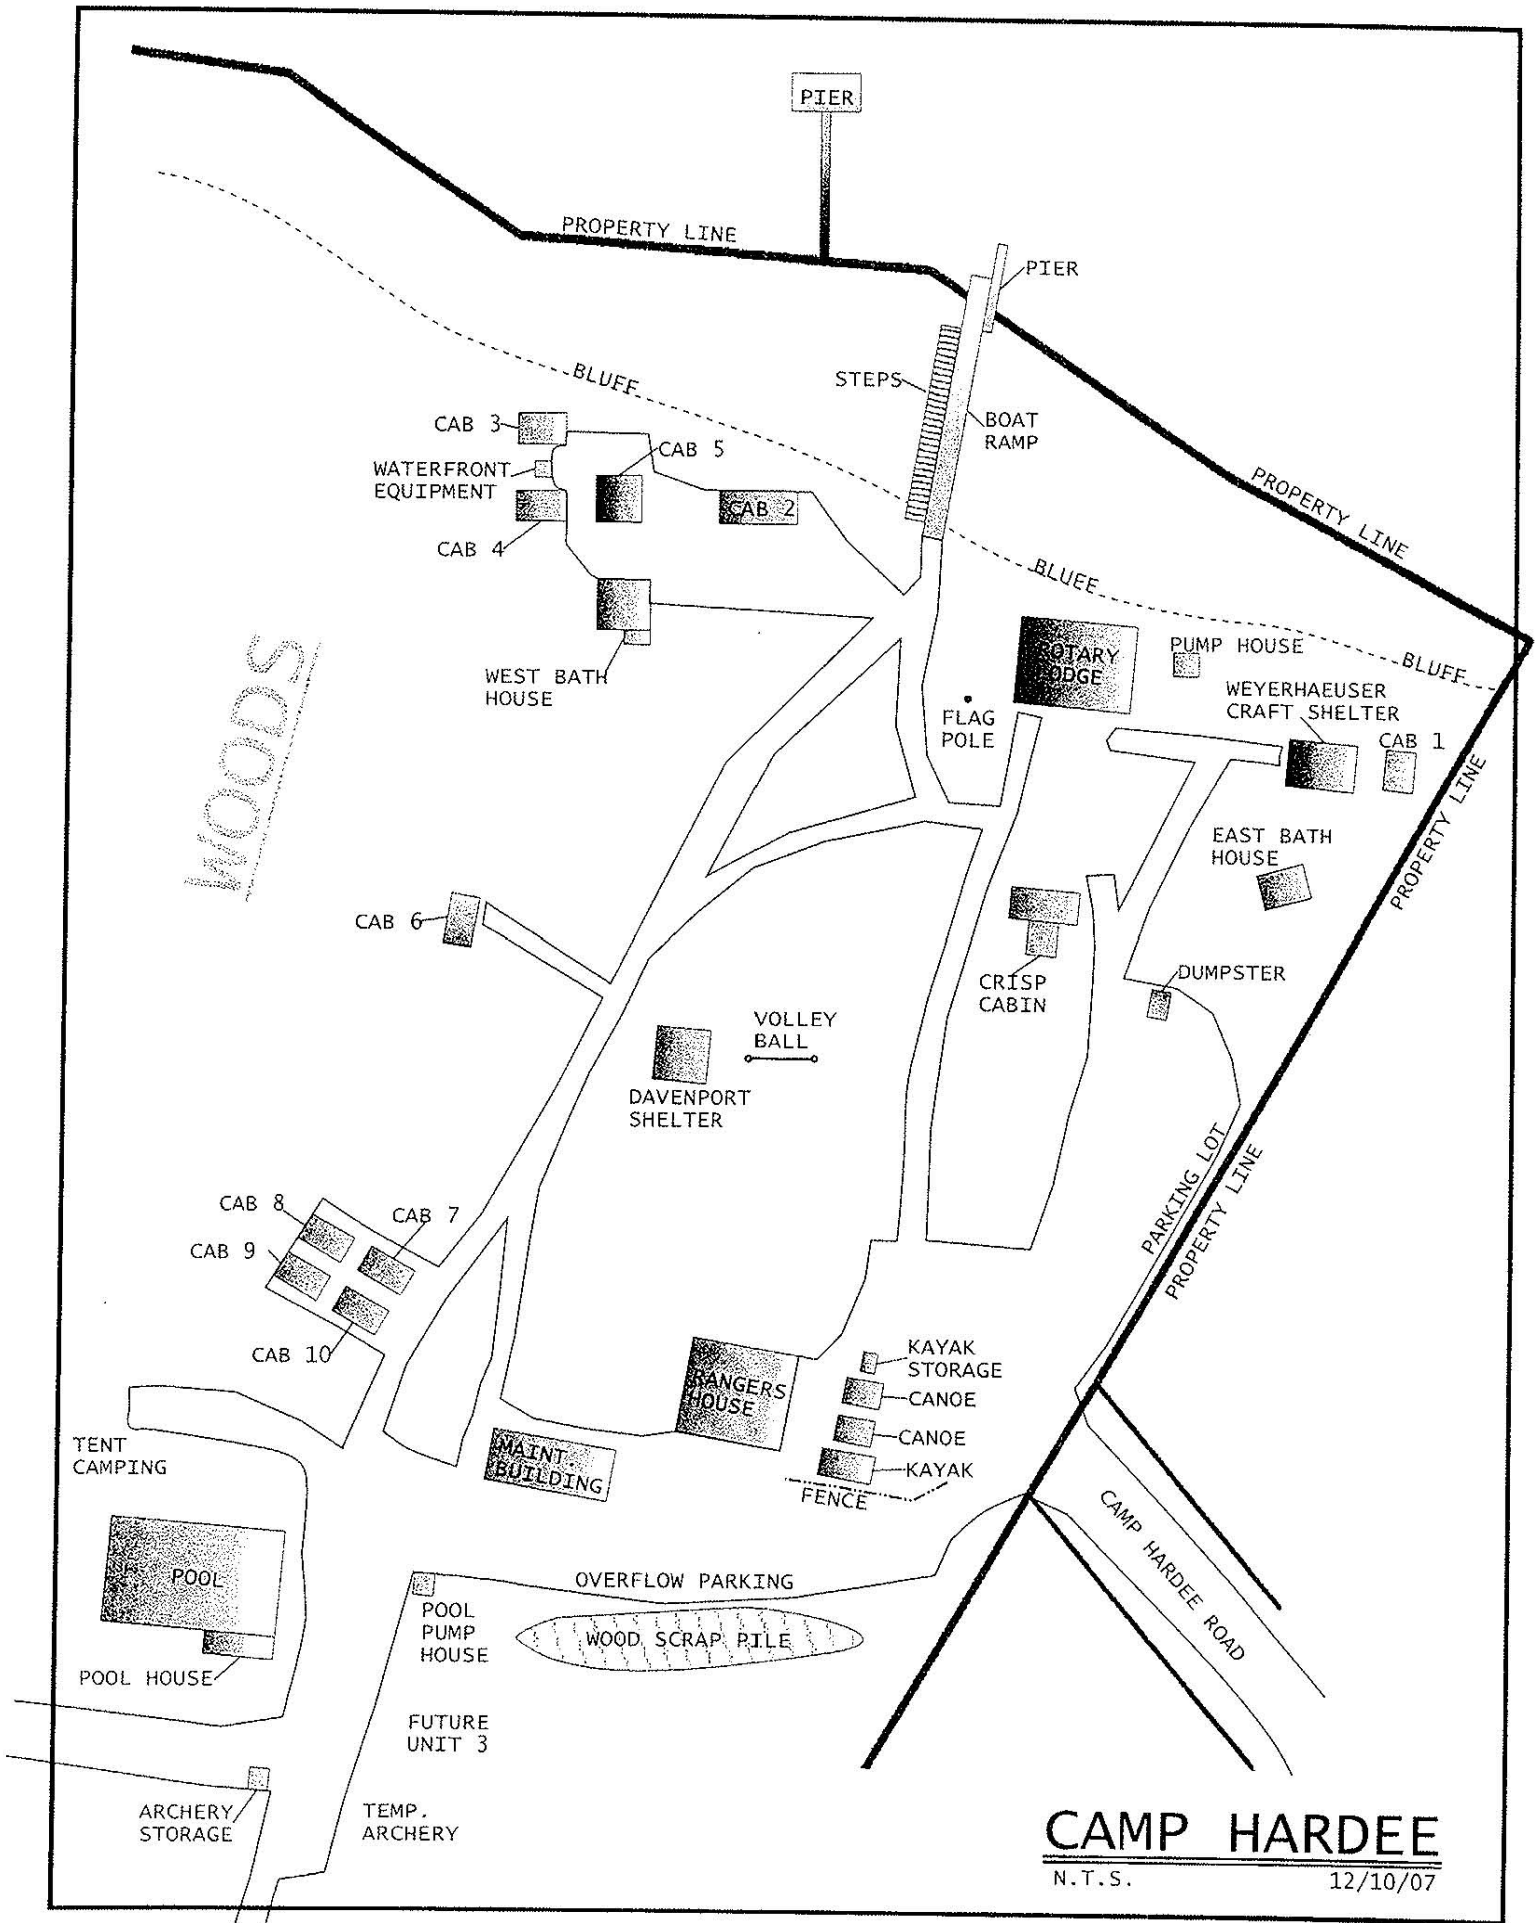 PIER
PROPERTY LINE
PIER
STEPS
BOAT
RAMP
BLUFF
CAB 3
CAB 5
WATERFRONT
EQUIPMENT
CAB 2
CAB 4
PROPERTY LINE
BLUFF
WEST BATH
HOUSE
WOODS
ROTARY
LODGE
PUMP HOUSE
BLUFF
FLAG
POLE
WEYERHAEUSER
CRAFT SHELTER
CAB 1
PROPERTY LINE
EAST BATH
HOUSE
CAB 6
CRISP
CABIN
DUMPSTER
VOLLEY
BALL
DAVENPORT
SHELTER
PARKING LOT
PROPERTY LINE
CAB 8
CAB 7
CAB 9
CAB 10
RANGERS
HOUSE
KAYAK
STORAGE
CANOE
CANOE
KAYAK
FENCE
TENT
CAMPING
MAINT.
BUILDING
CAMP HARDEE ROAD
POOL
OVERFLOW PARKING
POOL
PUMP
HOUSE
WOOD SCRAP PILE
POOL HOUSE
FUTURE
UNIT 3
ARCHERY
STORAGE
TEMP.
ARCHERY
CAMP HARDEE
N.T.S. 12/10/07